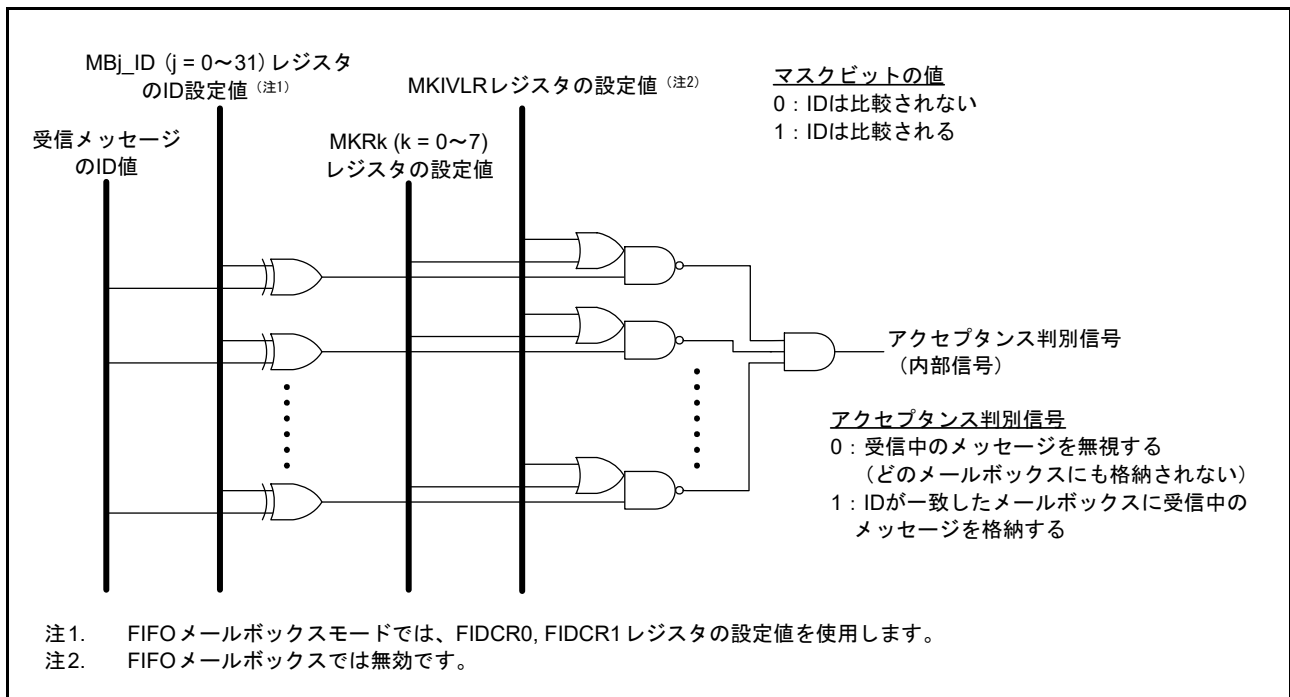 MBj_ID (j = 0～31) レジスタ
のID設定値（注1）
受信メッセージ
のID値
MKRk (k = 0～7)
レジスタの設定値
MKIVLRレジスタの設定値（注2）
マスクビットの値
0：IDは比較されない
1：IDは比較される
アクセプタンス判別信号
（内部信号）
アクセプタンス判別信号
0：受信中のメッセージを無視する
（どのメールボックスにも格納されない）
1：IDが一致したメールボックスに受信中の
メッセージを格納する
注1. FIFOメールボックスモードでは、FIDCR0, FIDCR1レジスタの設定値を使用します。
注2. FIFOメールボックスでは無効です。